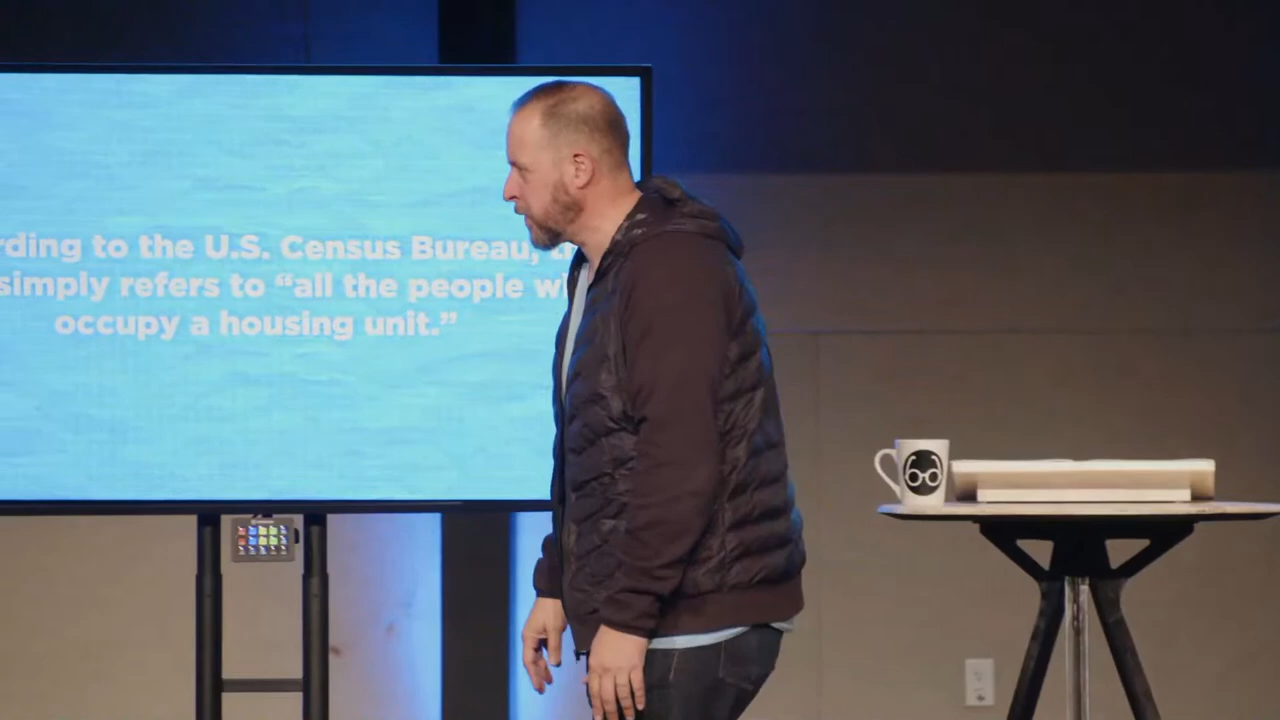 rding to the U.S. Census Bureau, t
simply refers to “all the people w
occupy a housing unit.”